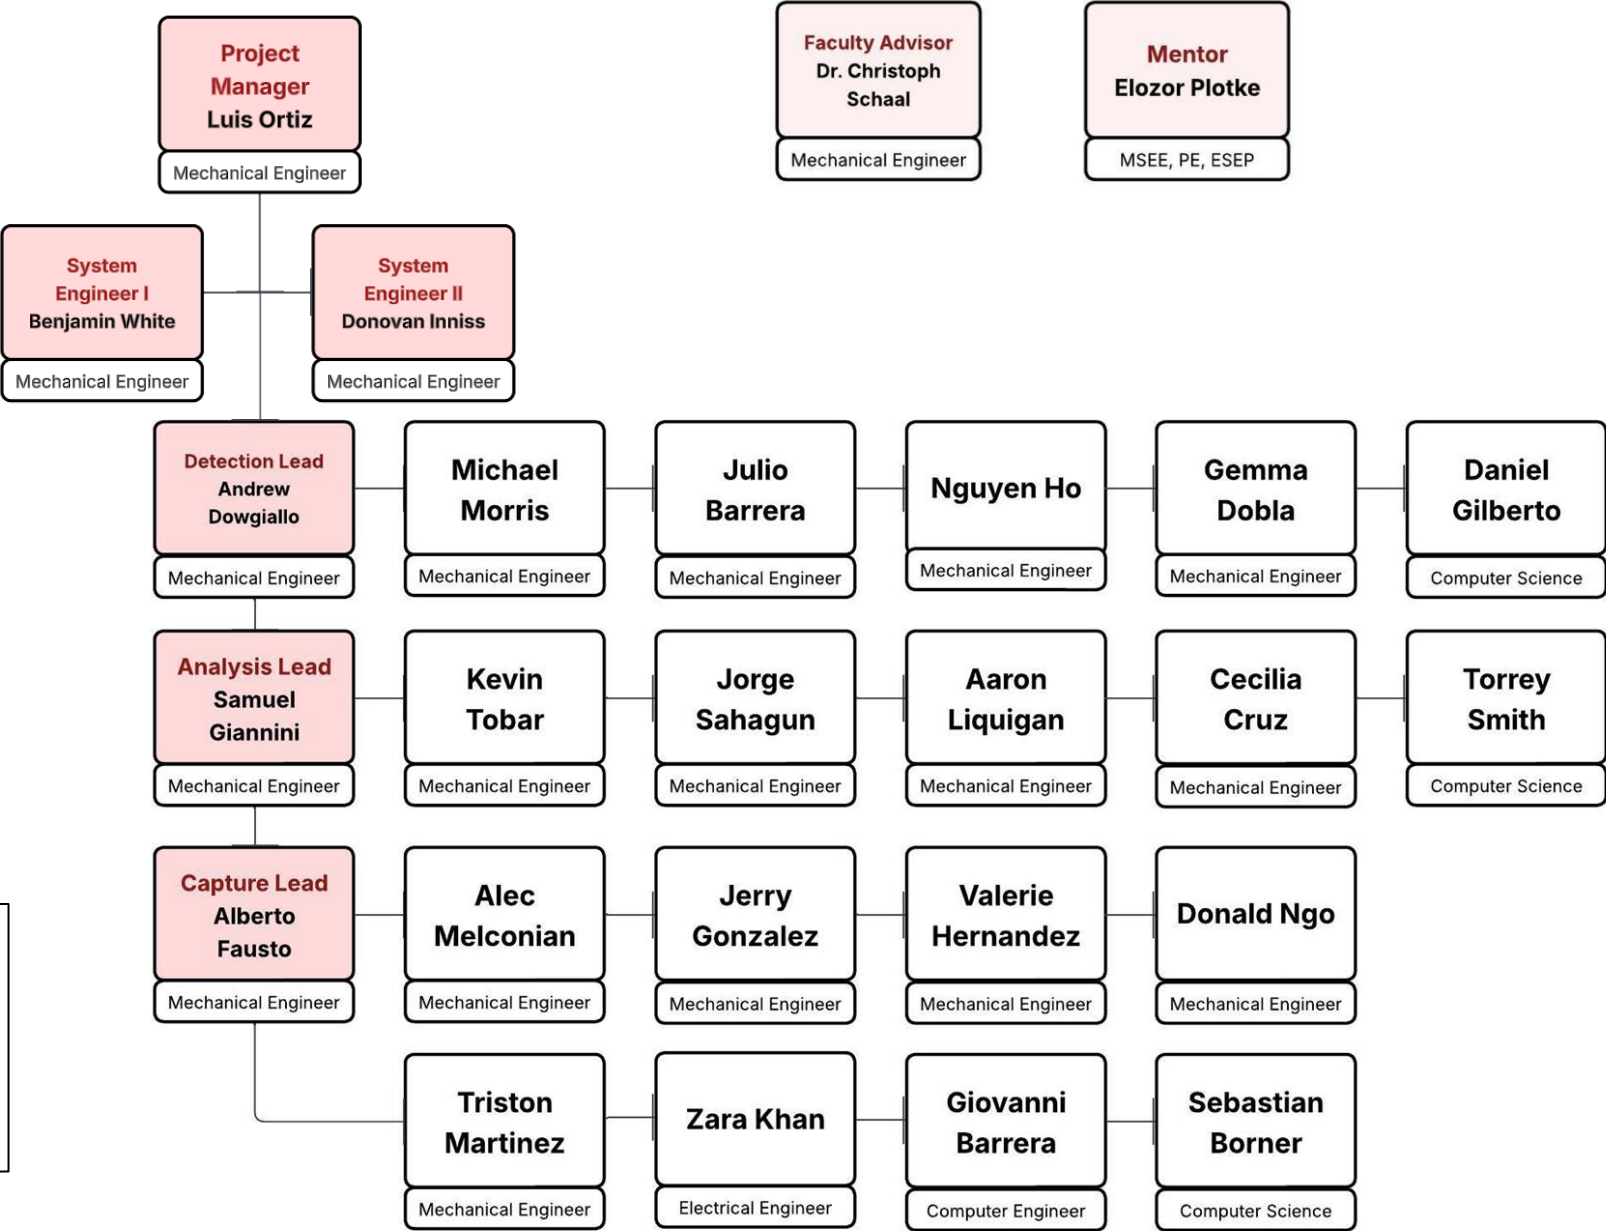 Project
Manager
Luis Ortiz
Mechanical Engineer
Faculty Advisor
Dr. Christoph
Schaal
Mechanical Engineer
Mentor
Elozor Plotke
MSEE, PE, ESEP
System
Engineer I
Benjamin White
Mechanical Engineer
System
Engineer II
Donovan Inniss
Mechanical Engineer
Detection Lead
Andrew
Dowgiallo
Mechanical Engineer
Michael
Morris
Mechanical Engineer
Julio
Barrera
Mechanical Engineer
Nguyen Ho
Mechanical Engineer
Gemma
Dobla
Mechanical Engineer
Daniel
Gilberto
Computer Science
Analysis Lead
Samuel
Giannini
Mechanical Engineer
Kevin
Tobar
Mechanical Engineer
Jorge
Sahagun
Mechanical Engineer
Aaron
Liquigan
Mechanical Engineer
Cecilia
Cruz
Mechanical Engineer
Torrey
Smith
Computer Science
Capture Lead
Alberto
Fausto
Mechanical Engineer
Alec
Melconian
Mechanical Engineer
Jerry
Gonzalez
Mechanical Engineer
Valerie
Hernandez
Mechanical Engineer
Donald Ngo
Mechanical Engineer
Triston
Martinez
Mechanical Engineer
Zara Khan
Electrical Engineer
Giovanni
Barrera
Computer Engineer
Sebastian
Borner
Computer Science